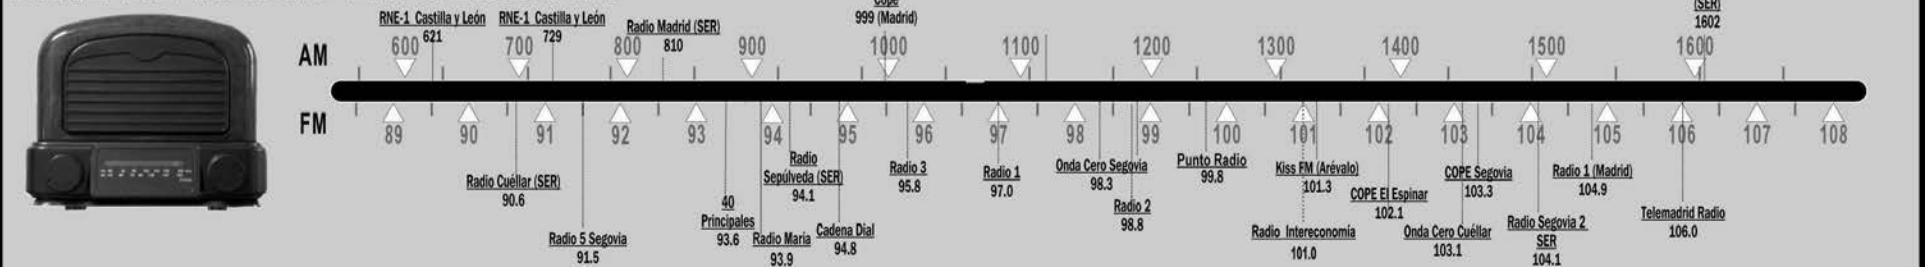 Cope
(SER)
RNE-1 Castilla y León
RNE-1 Castilla y León
999 (Madrid)
1602
621
729
Radio Madrid (SER)
810
AM
600
700
800
900
1000
1100
1200
1300
1400
1500
1600
FM
89
90
91
92
93
94
95
96
97
98
99
100
101
102
103
104
105
106
107
108
Radio Cuéllar (SER)
90.6
Radio 5 Segovia
91.5
40
Principales
93.6
Radio María
93.9
Radio
Sepúlveda (SER)
94.1
Cadena Dial
94.8
Radio 3
95.8
Radio 1
97.0
Onda Cero Segovia
98.3
Radio 2
98.8
Punto Radio
99.8
Kiss FM (Arévalo)
101.3
Radio Intereconomía
101.0
COPE El Espinar
102.1
Onda Cero Cuéllar
103.1
COPE Segovia
103.3
Radio Segovia 2
SER
104.1
Radio 1 (Madrid)
104.9
Telemadrid Radio
106.0